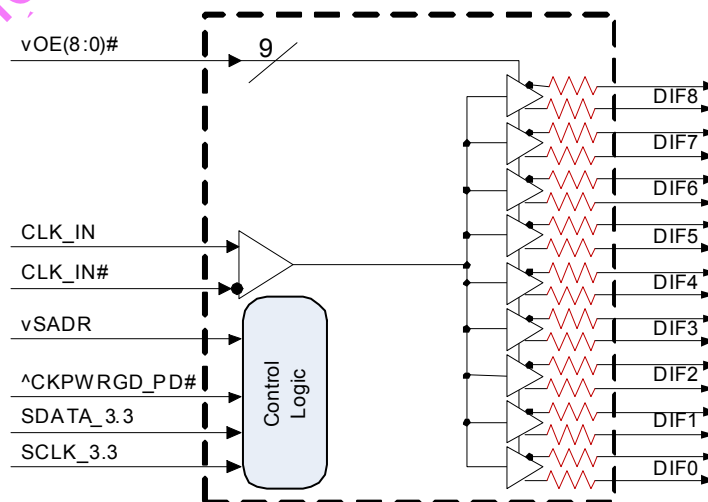 vOE(8:0)#
9
DIF8
DIF7
DIF6
CLK_IN
DIF5
CLK_IN#
DIF4
vSADR
DIF3
^CKPWRGD_PD#
Control
Logic
DIF2
SDATA_3.3
DIF1
SCLK_3.3
DIF0